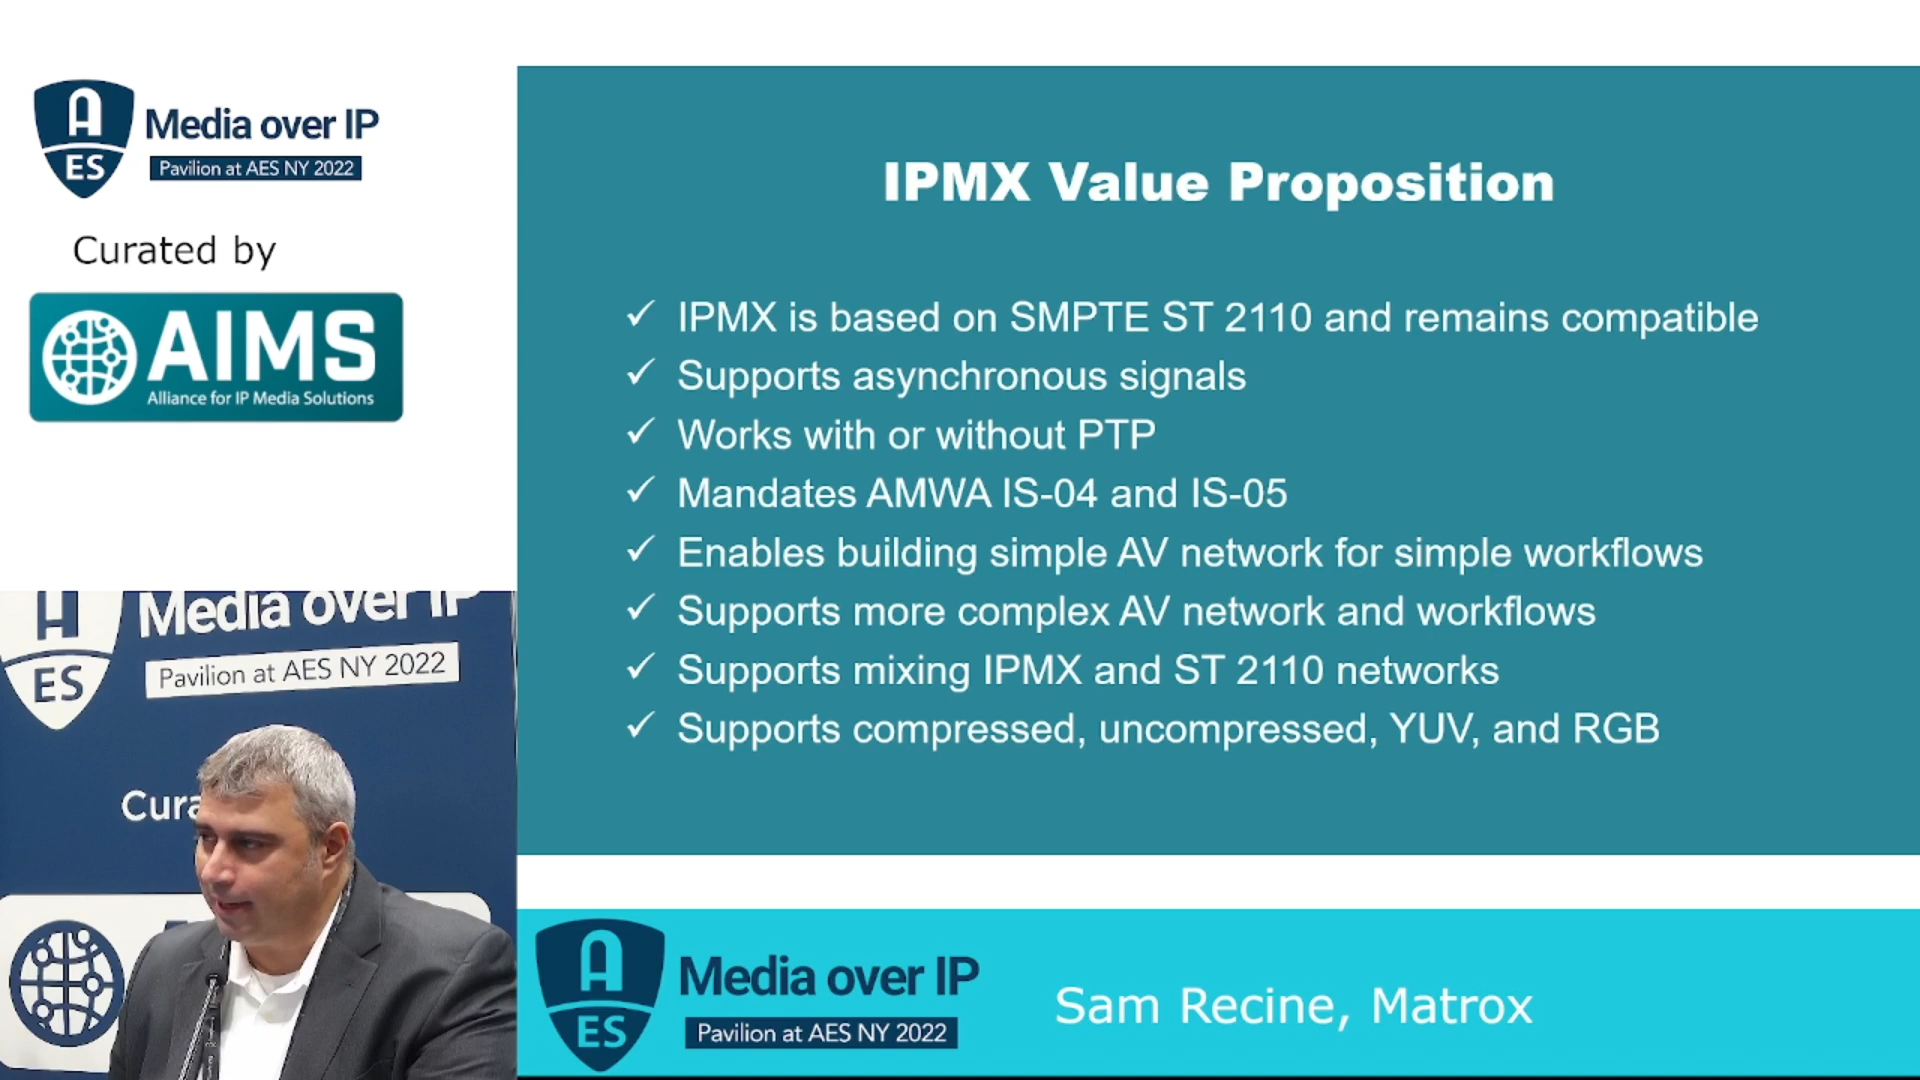 A
ES
Media over IP
Pavilion at AES NY 2022
Curated by
AIMS
Alliance for IP Media Solutions
IPMX Value Proposition
✓ IPMX is based on SMPTE ST 2110 and remains compatible
✓ Supports asynchronous signals
✓ Works with or without PTP
✓ Mandates AMWA IS-04 and IS-05
✓ Enables building simple AV network for simple workflows
✓ Supports more complex AV network and workflows
✓ Supports mixing IPMX and ST 2110 networks
✓ Supports compressed, uncompressed, YUV, and RGB
A
ES
Media over IP
Pavilion at AES NY 2022
Cura
A
ES
Media over IP
Pavilion at AES NY 2022
Sam Recine, Matrox